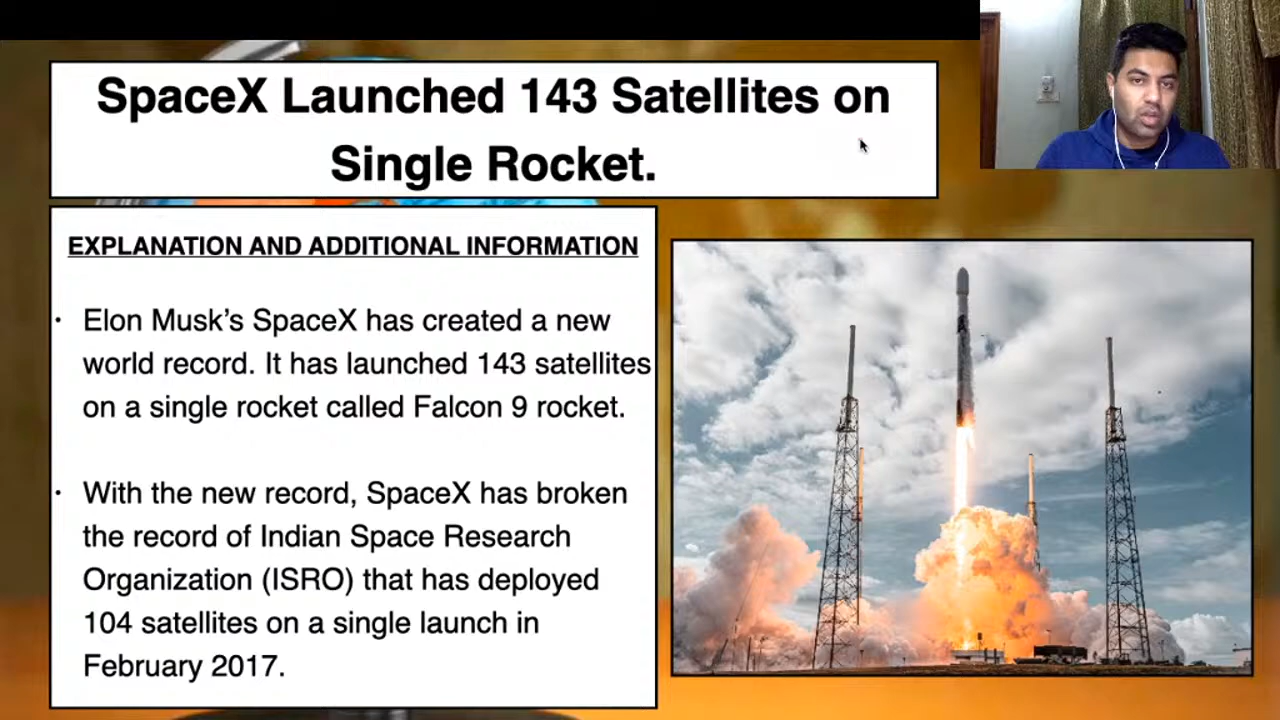 SpaceX Launched 143 Satellites on
Single Rocket.
EXPLANATION AND ADDITIONAL INFORMATION
• Elon Musk’s SpaceX has created a new
world record. It has launched 143 satellites
on a single rocket called Falcon 9 rocket.
• With the new record, SpaceX has broken
the record of Indian Space Research
Organization (ISRO) that has deployed
104 satellites on a single launch in
February 2017.